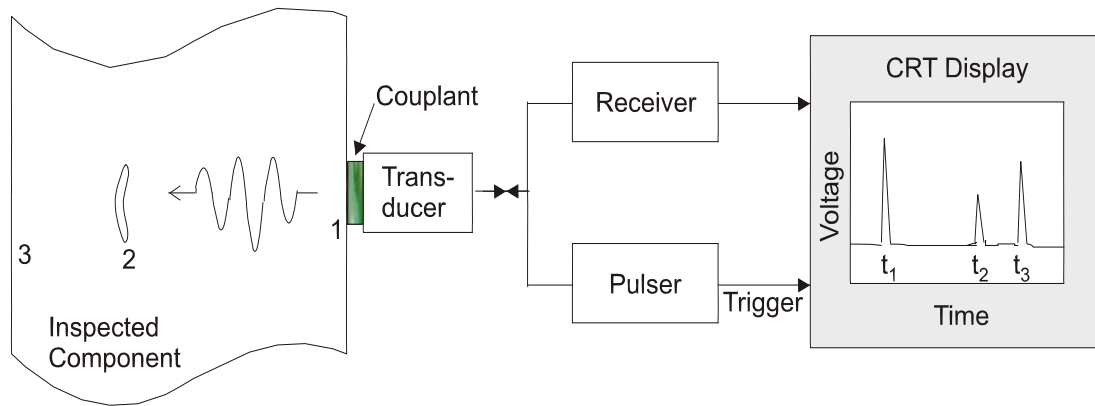 Couplant
Trans-
ducer
1
2
3
Inspected
Component
Receiver
Pulser
Trigger
CRT Display
Voltage
t1
t2
t3
Time